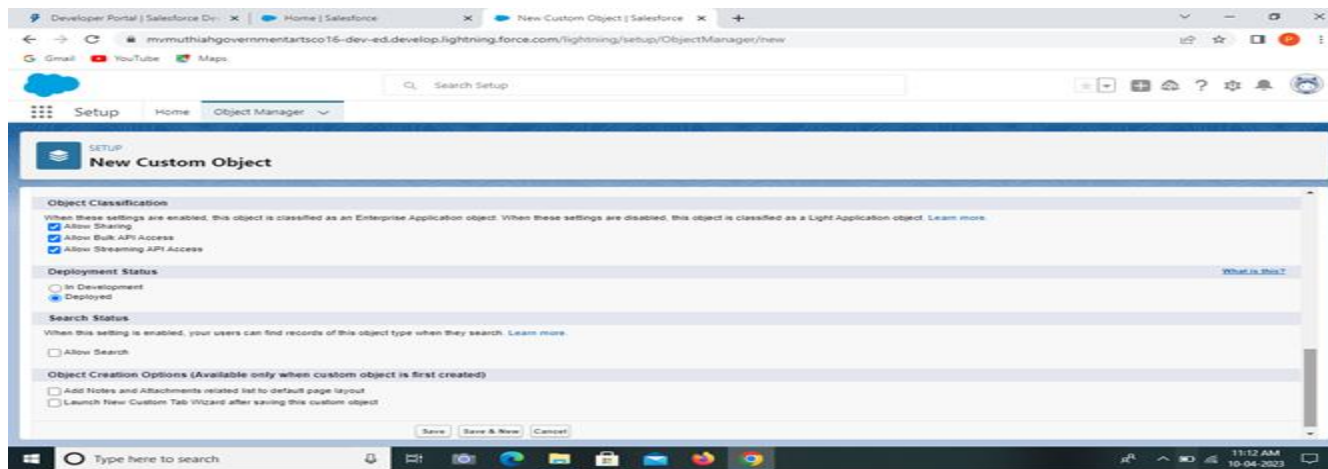 Developer Portal | Salesforce De
Home | Salesforce
New Custom Object | Salesforce
mvmuthiahgovernmentartsco16-dev-ed.develop.lightning.force.com/lightning/setup/ObjectManager/new
P
Gmail
YouTube
Maps
Search Setup
Setup
Home
Object Manager
SETUP
New Custom Object
Object Classification
When these settings are enabled, this object is classified as an Enterprise Application object. When these settings are disabled, this object is classified as a Light Application object. Learn more.
Allow Sharing
Allow Bulk API Access
Allow Streaming API Access
Deployment Status
What is this?
In Development
Deployed
Search Status
When this setting is enabled, your users can find records of this object type when they search. Learn more.
Allow Search
Object Creation Options (Available only when custom object is first created)
Add Notes and Attachments related list to default page layout
Launch New Custom Tab Wizard after saving this custom object
Save
Save & New
Cancel
Type here to search
11:12 AM
10-04-2023